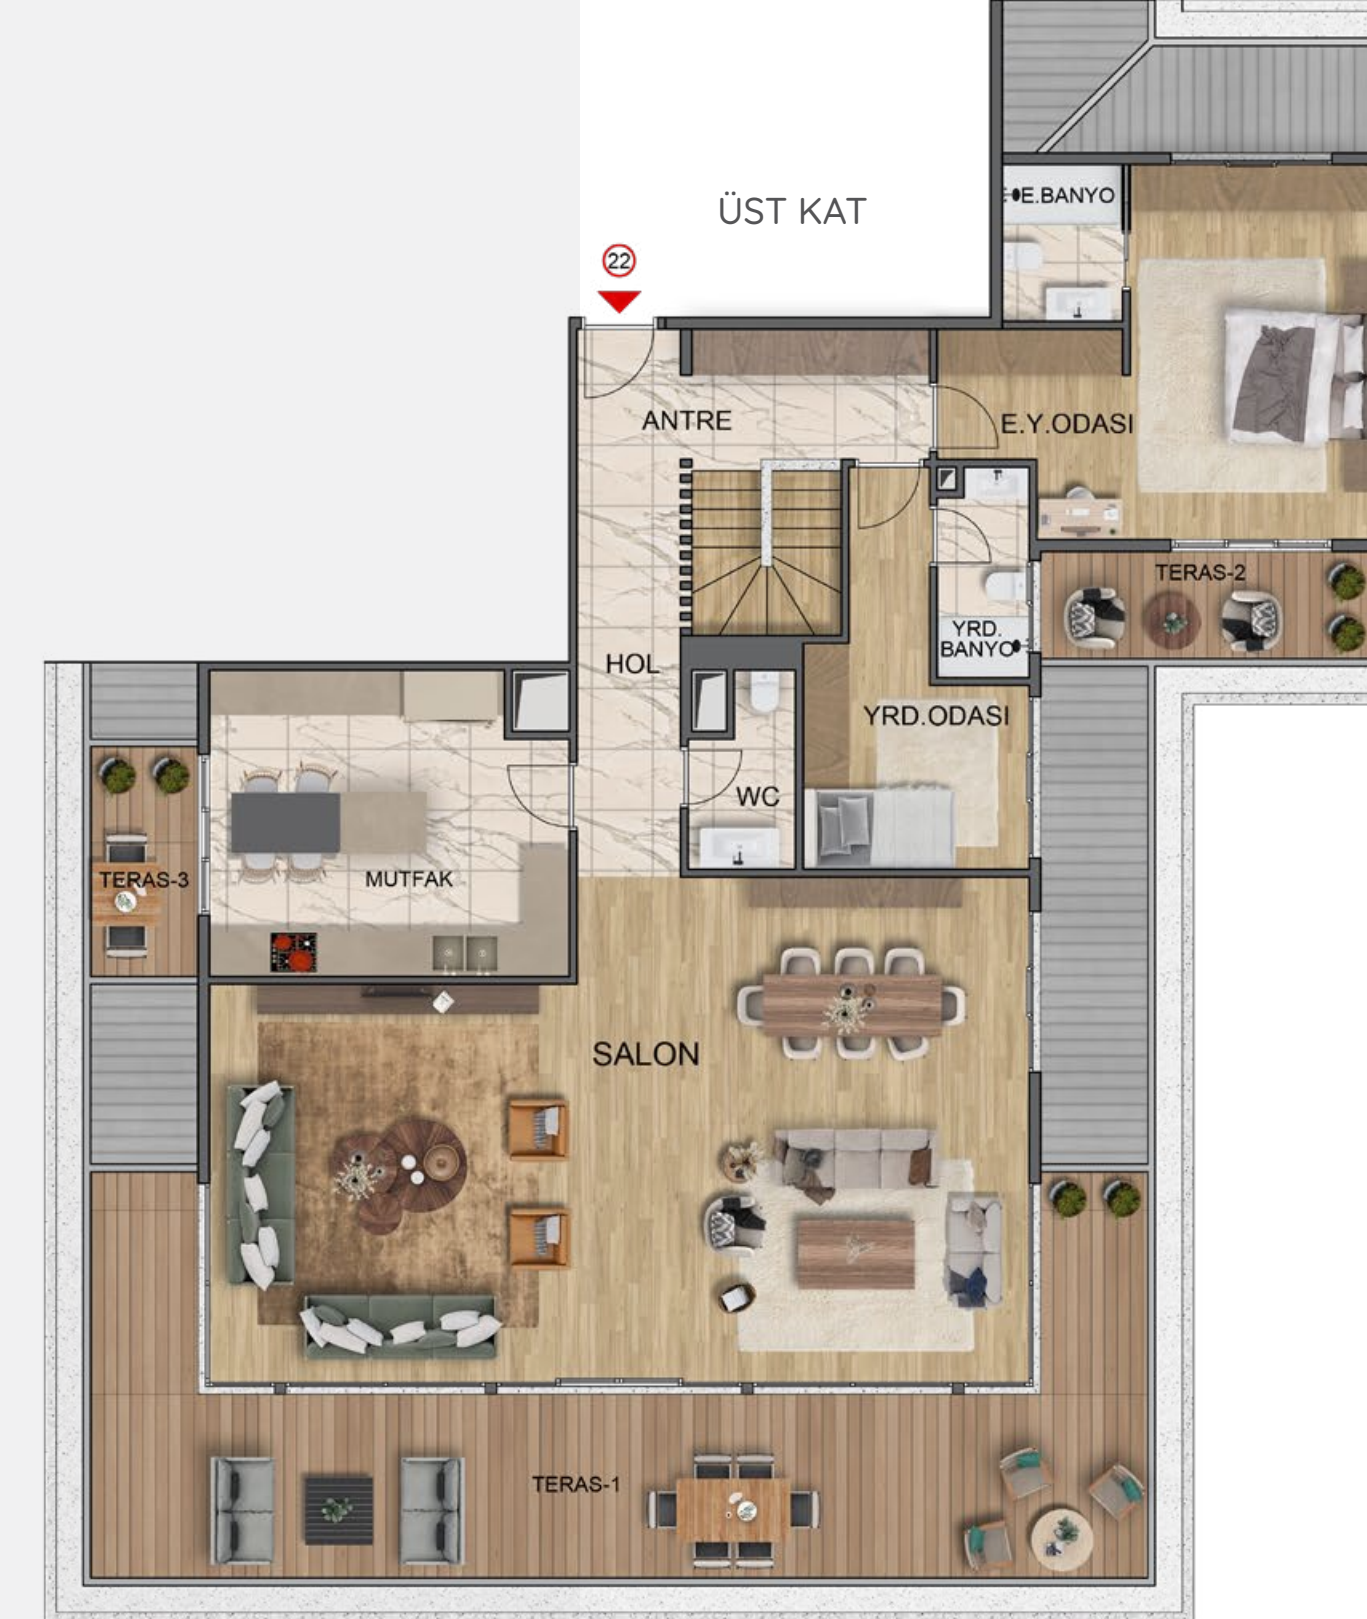 ÜST KAT
22
E.BANYO
ANTRE
E.Y.ODASI
TERAS-2
YRD.
BANYO
HOL
YRD.ODASI
WC
TERAS-3
MUTFAK
SALON
TERAS-1